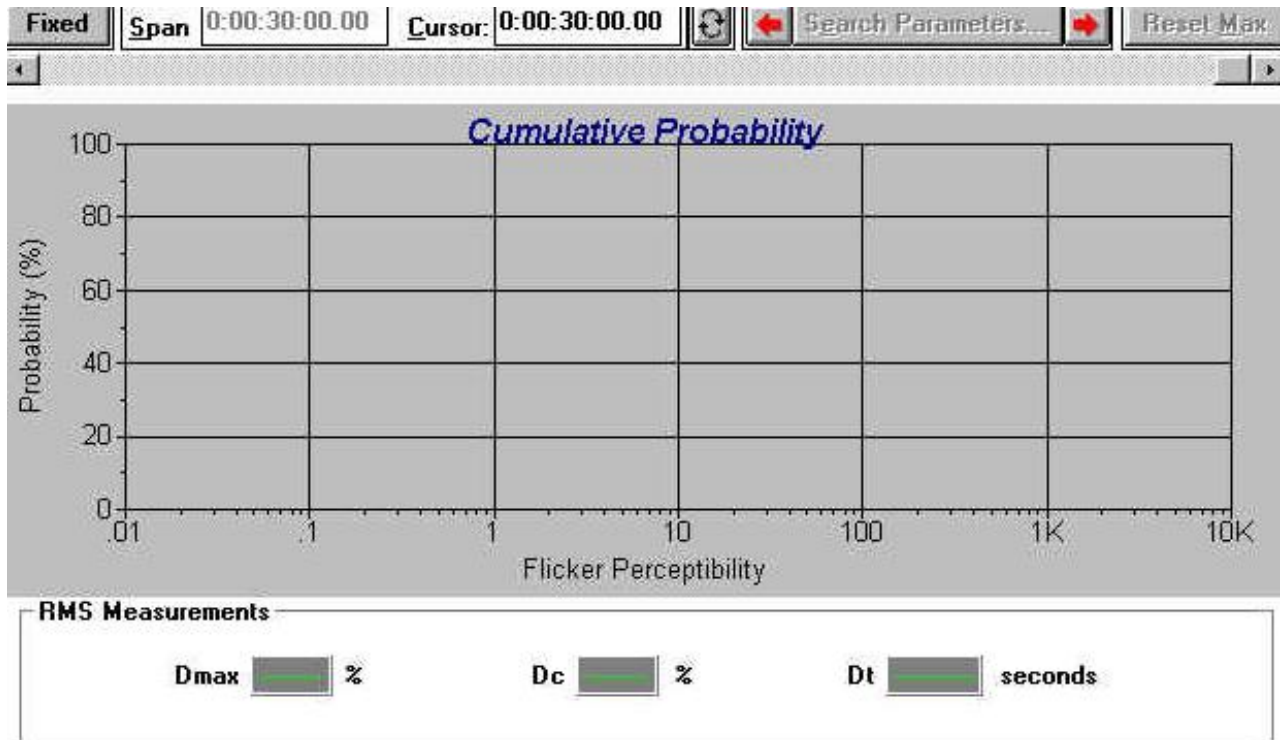 Fixed Span 0:00:30:00.00 Cursor: 0:00:30:00.00 Search Parameters... Reset Max
Cumulative Probability
100
80
60
40
20
0
Probability (%)
.01 .1 1 10 100 1K 10K
Flicker Perceptibility
RMS Measurements
Dmax % Dc % Dt seconds